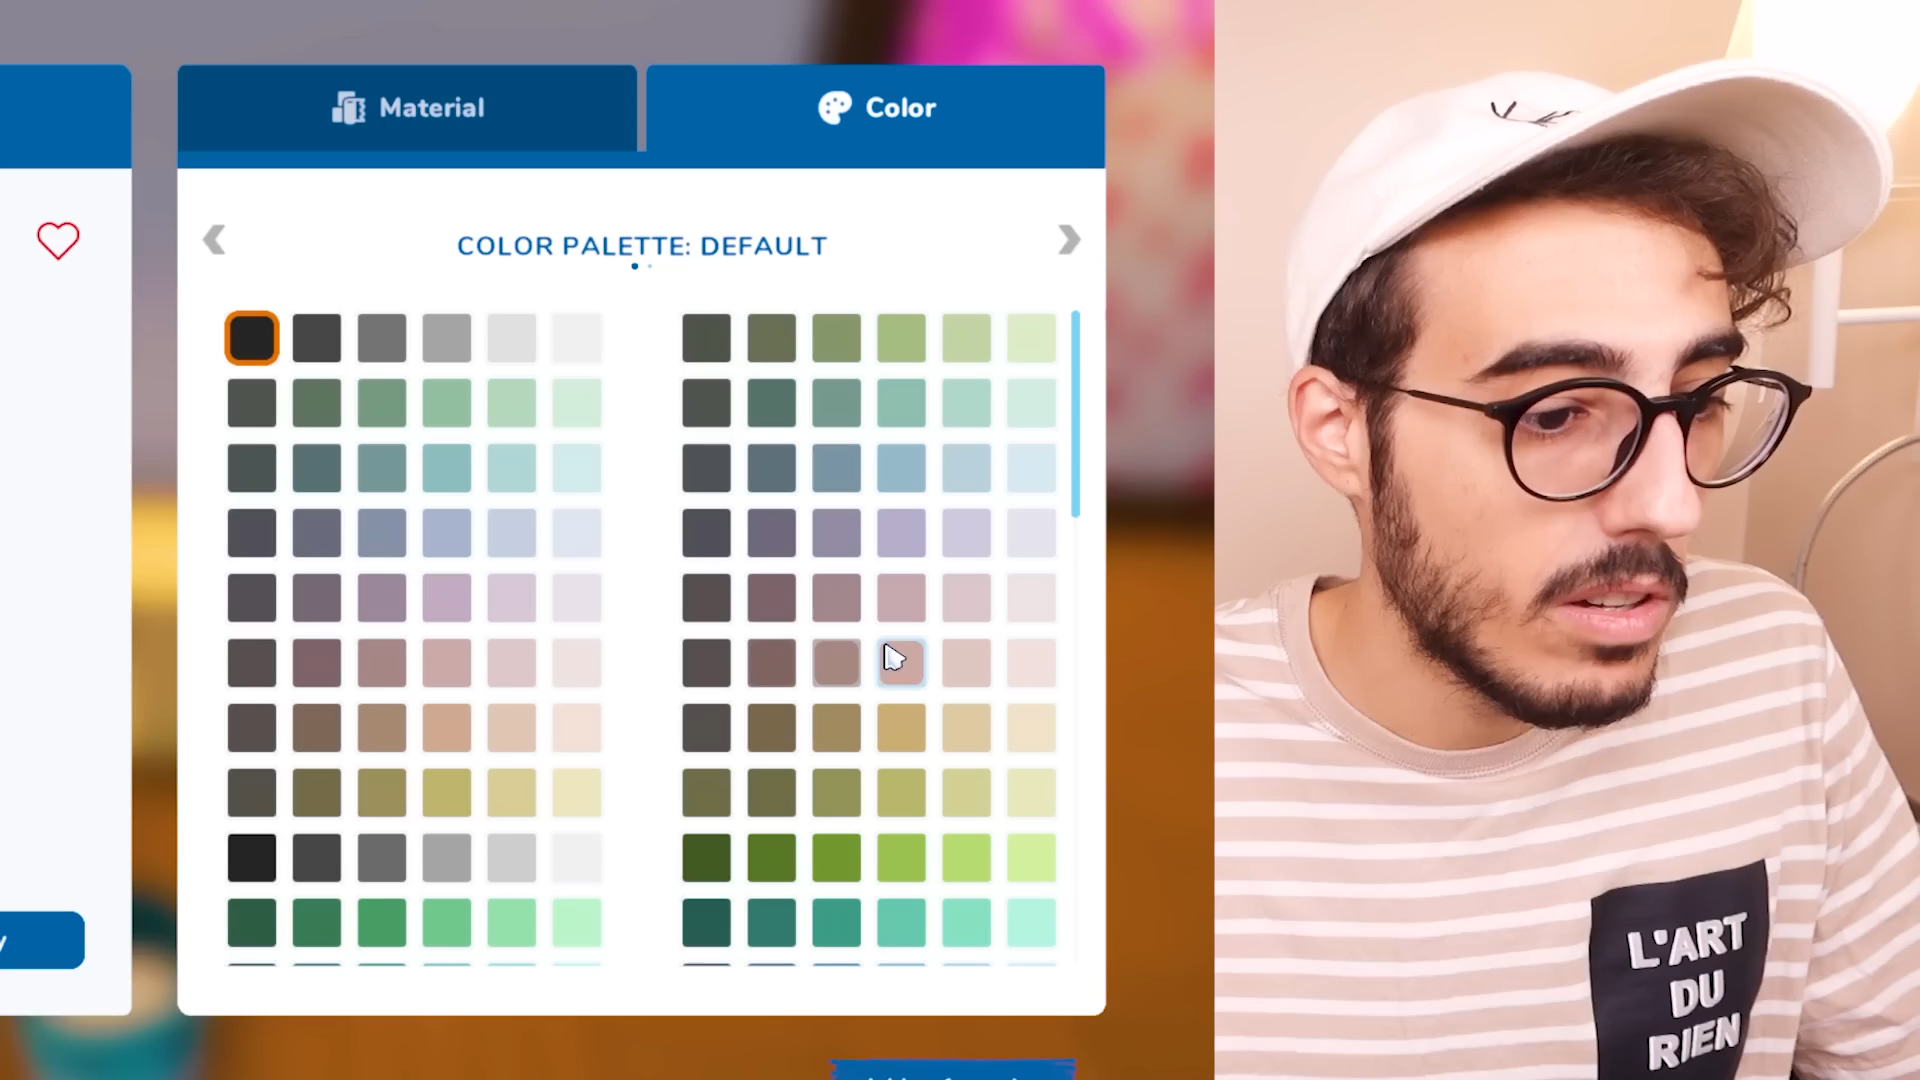 Material
Color
COLOR PALETTE: DEFAULT
L'ART
DU
RIEN